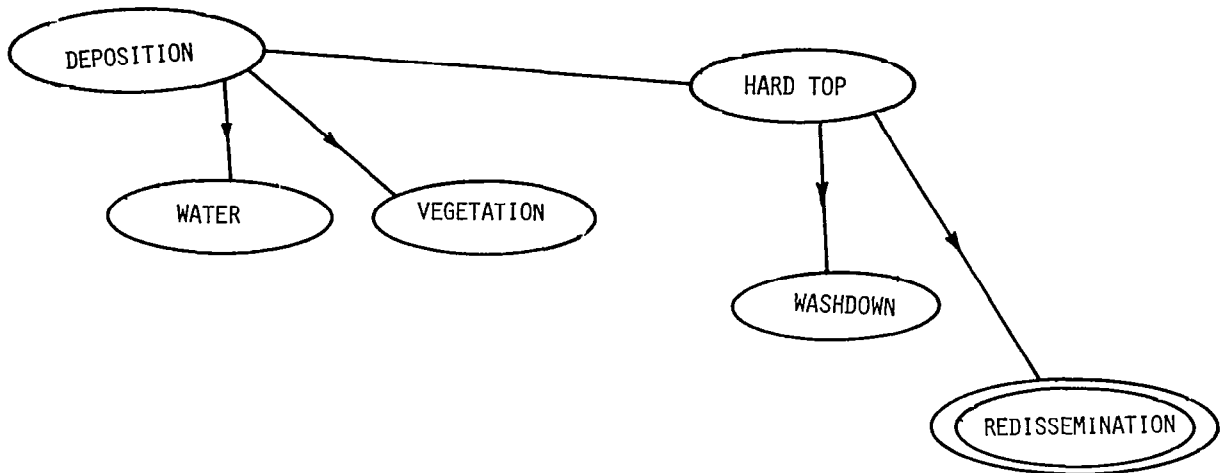 DEPOSITION
HARD TOP
WATER
VEGETATION
WASHDOWN
REDISSEMINATION